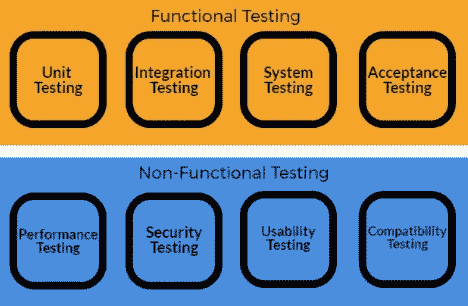 Functional Testing
Unit
Testing
Integration
Testing
System
Testing
Acceptance
Testing
Non-Functional Testing
Performance
Testing
Security
Testing
Usability
Testing
Compatibility
Testing